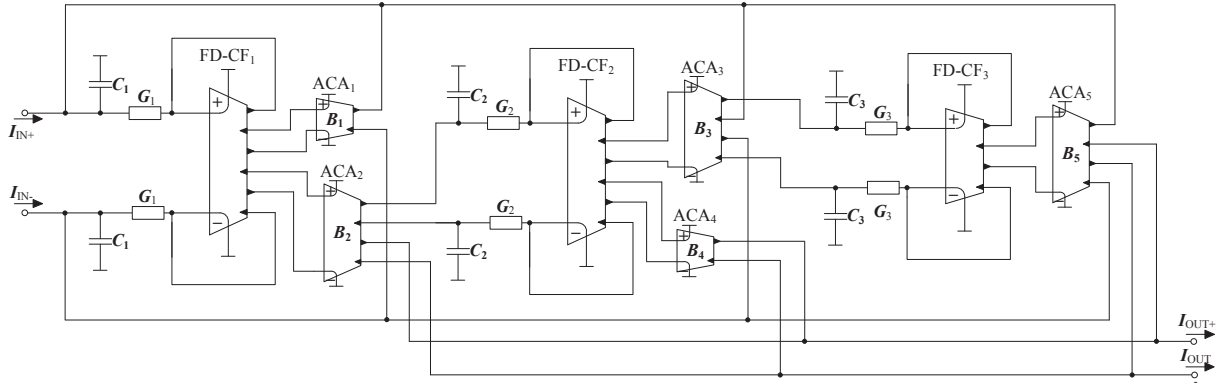 FD-CF1
FD-CF2
FD-CF3
ACA1
ACA2
ACA3
ACA4
ACA5
C1
G1
B1
IIN+
C2
G2
B3
C3
G3
B5
IIN-
G1
C1
B2
G2
C2
B4
C3
G3
IOUT+
IOUT-